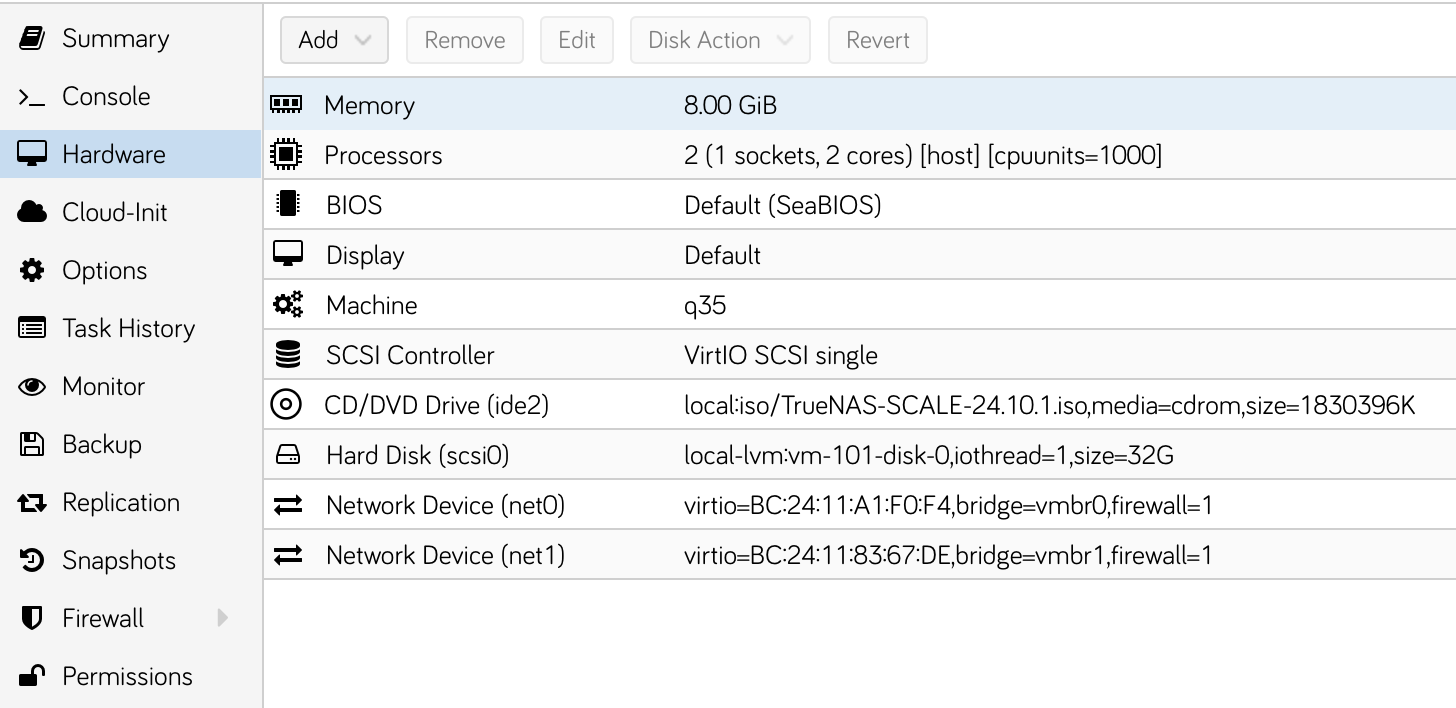 Summary
Console
Hardware
Cloud-Init
Options
Task History
Monitor
Backup
Replication
Snapshots
Firewall
Permissions
Add Remove Edit Disk Action Revert
Memory 8.00 GiB
Processors 2 (1 sockets, 2 cores) [host] [cpuunits=1000]
BIOS Default (SeaBIOS)
Display Default
Machine q35
SCSI Controller VirtIO SCSI single
CD/DVD Drive (ide2) local:iso/TrueNAS-SCALE-24.10.1.iso,media=cdrom,size=1830396K
Hard Disk (scsi0) local-lvm:vm-101-disk-0,iothread=1,size=32G
Network Device (net0) virtio=BC:24:11:A1:F0:F4,bridge=vmbr0,firewall=1
Network Device (net1) virtio=BC:24:11:83:67:DE,bridge=vmbr1,firewall=1